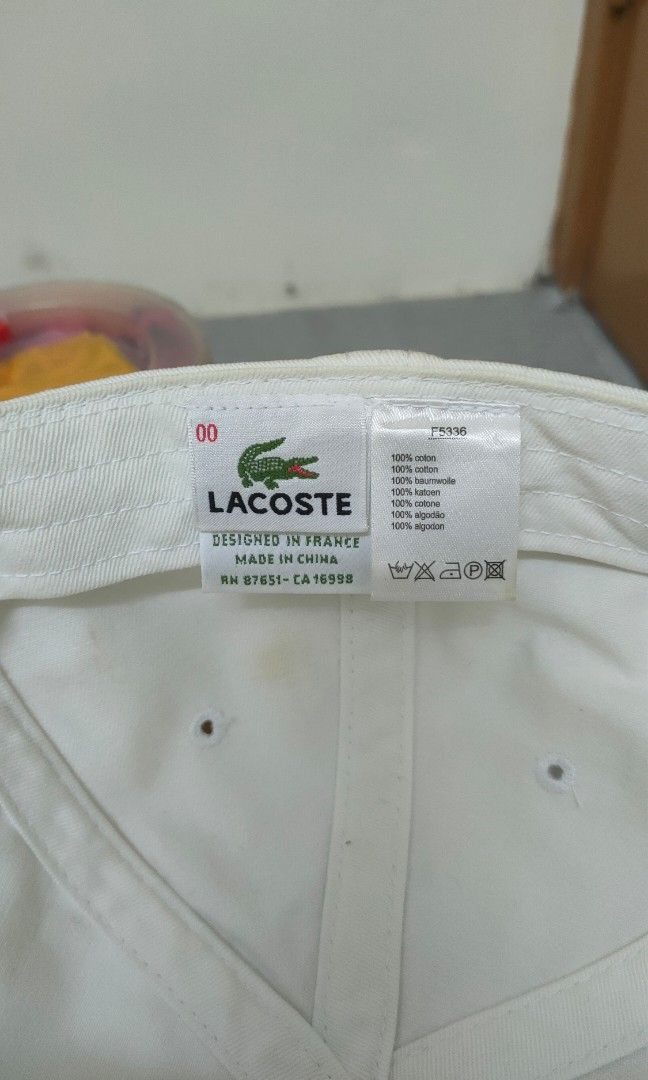 00
LACOSTE
DESIGNED IN FRANCE
MADE IN CHINA
RN 87651- CA 16998
F5336
100% coton
100% cotton
100% baumwolle
100% katoen
100% cotone
100% algodão
100% algodon
P